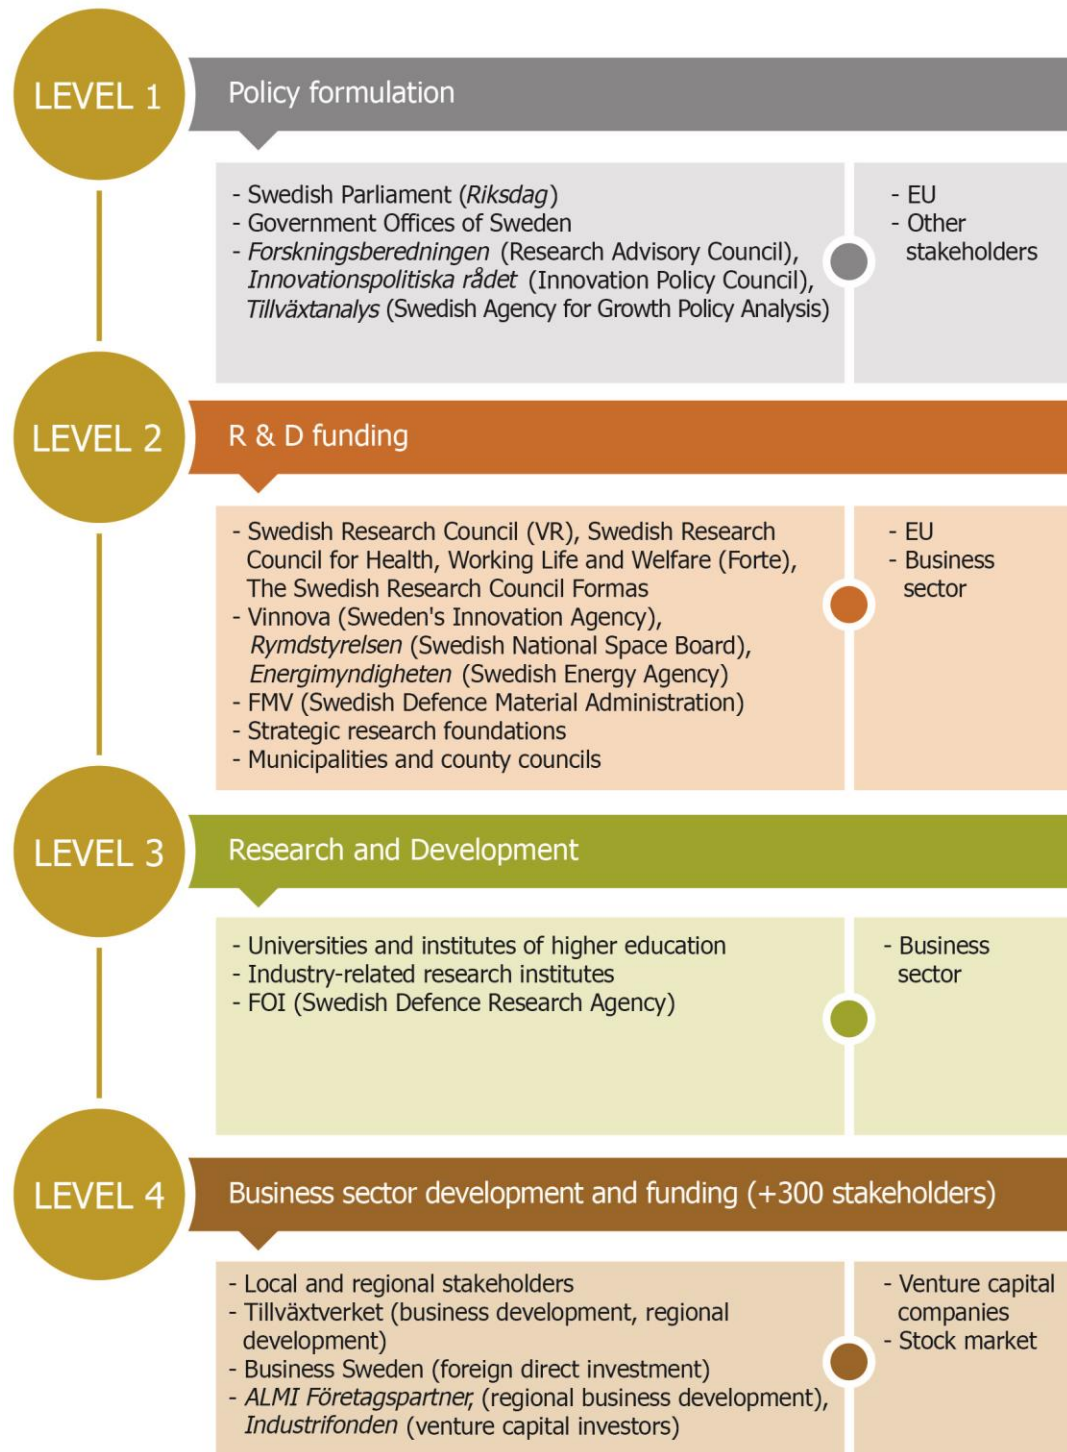 LEVEL 1
Policy formulation
- Swedish Parliament (Riksdag)
- Government Offices of Sweden
- Forskningsberedningen (Research Advisory Council),
Innovationspolitiska rådet (Innovation Policy Council),
Tillväxtanalys (Swedish Agency for Growth Policy Analysis)
- EU
- Other
stakeholders
LEVEL 2
R & D funding
- Swedish Research Council (VR), Swedish Research
Council for Health, Working Life and Welfare (Forte),
The Swedish Research Council Formas
- Vinnova (Sweden's Innovation Agency),
Rymdstyrelsen (Swedish National Space Board),
Energimyndigheten (Swedish Energy Agency)
- FMV (Swedish Defence Material Administration)
- Strategic research foundations
- Municipalities and county councils
- EU
- Business
sector
LEVEL 3
Research and Development
- Universities and institutes of higher education
- Industry-related research institutes
- FOI (Swedish Defence Research Agency)
- Business
sector
LEVEL 4
Business sector development and funding (+300 stakeholders)
- Local and regional stakeholders
- Tillväxtverket (business development, regional
development)
- Business Sweden (foreign direct investment)
- ALMI Företagspartner, (regional business development),
Industrifonden (venture capital investors)
- Venture capital
companies
- Stock market